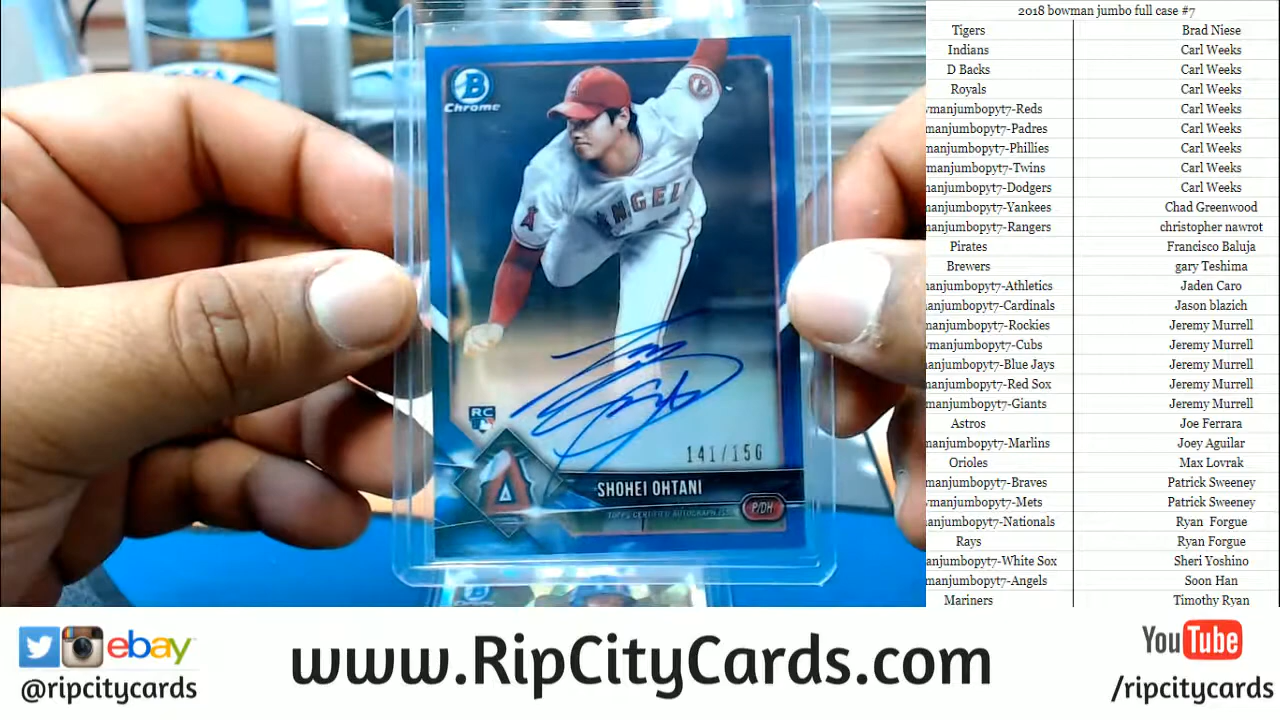 B
Chrome
A
ANGELS
RC
141/150
SHOHEI OHTANI
TOPPS CERTIFIED AUTOGRAPH ISSUE
P/DH
A
2018 bowman jumbo full case #7
Tigers Brad Niese
Indians Carl Weeks
D Backs Carl Weeks
Royals Carl Weeks
manjumbopyt7-Reds Carl Weeks
manjumbopyt7-Padres Carl Weeks
manjumbopyt7-Phillies Carl Weeks
manjumbopyt7-Twins Carl Weeks
manjumbopyt7-Dodgers Carl Weeks
manjumbopyt7-Yankees Chad Greenwood
manjumbopyt7-Rangers christopher nawrot
Pirates Francisco Baluja
Brewers gary Teshima
manjumbopyt7-Athletics Jaden Caro
manjumbopyt7-Cardinals Jason blazich
manjumbopyt7-Rockies Jeremy Murrell
manjumbopyt7-Cubs Jeremy Murrell
manjumbopyt7-Blue Jays Jeremy Murrell
manjumbopyt7-Red Sox Jeremy Murrell
manjumbopyt7-Giants Jeremy Murrell
Astros Joe Ferrara
manjumbopyt7-Marlins Joey Aguilar
Orioles Max Lovrak
manjumbopyt7-Braves Patrick Sweeney
manjumbopyt7-Mets Patrick Sweeney
manjumbopyt7-Nationals Ryan Forgue
Rays Ryan Forgue
anjumbopyt7-White Sox Sheri Yoshino
manjumbopyt7-Angels Soon Han
Mariners Timothy Ryan
ebay
@ripcitycards
www.RipCityCards.com
YouTube
/ripcitycards